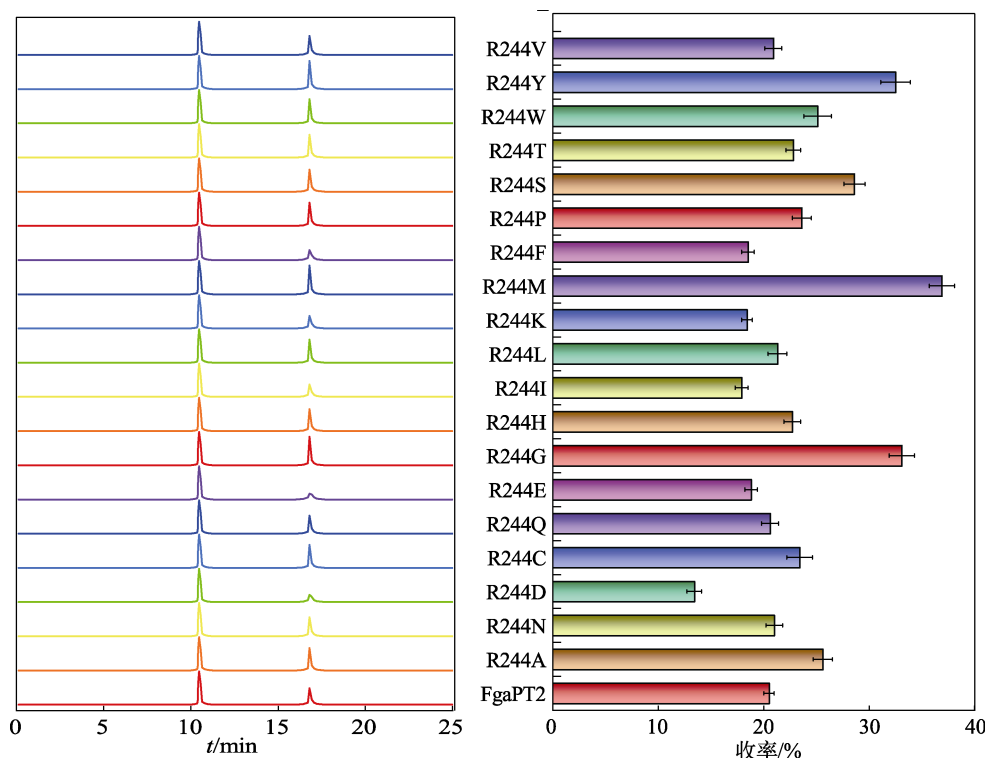 R244V
R244Y
R244W
R244T
R244S
R244P
R244F
R244M
R244K
R244L
R244I
R244H
R244G
R244E
R244Q
R244C
R244D
R244N
R244A
FgaPT2
0 5 10 15 20 25
t/min
0 10 20 30 40
收率/%